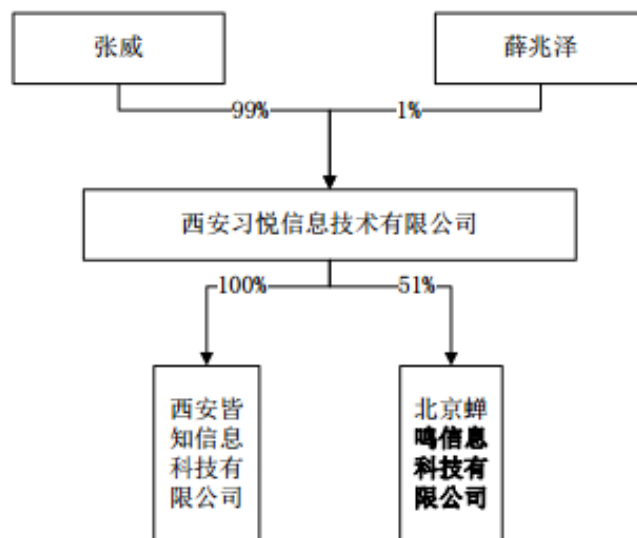 张威
薛兆泽
99%
1%
西安习悦信息技术有限公司
100%
51%
西安皆
知信息
科技有
限公司
北京蝉
鸣信息
科技有
限公司